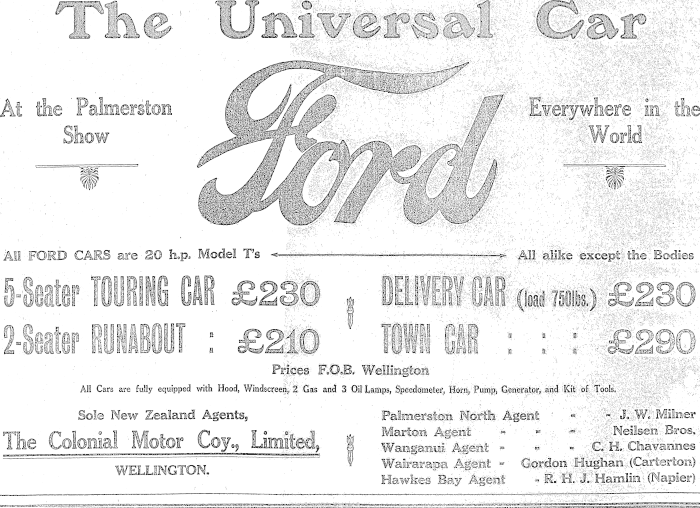 The Universal Car
At the Palmerston
Show
Ford
Everywhere in the
World
All FORD CARS are 20 h.p. Model T's
All alike except the Bodies
5-Seater TOURING CAR £230
2-Seater RUNABOUT : £210
DELIVERY CAR (load 750lbs.) £230
TOWN CAR : : : £290
Prices F.O.B. Wellington
All Cars are fully equipped with Hood, Windscreen, 2 Gas and 3 Oil Lamps, Speedometer, Horn, Pump, Generator, and Kit of Tools.
Sole New Zealand Agents,
The Colonial Motor Coy., Limited,
WELLINGTON.
Palmerston North Agent - - J. W. Milner
Marton Agent - - Neilsen Bros.
Wanganui Agent - - - C. H. Chavannes
Wairarapa Agent - Gordon Hughan (Carterton)
Hawkes Bay Agent - R. H. J. Hamlin (Napier)